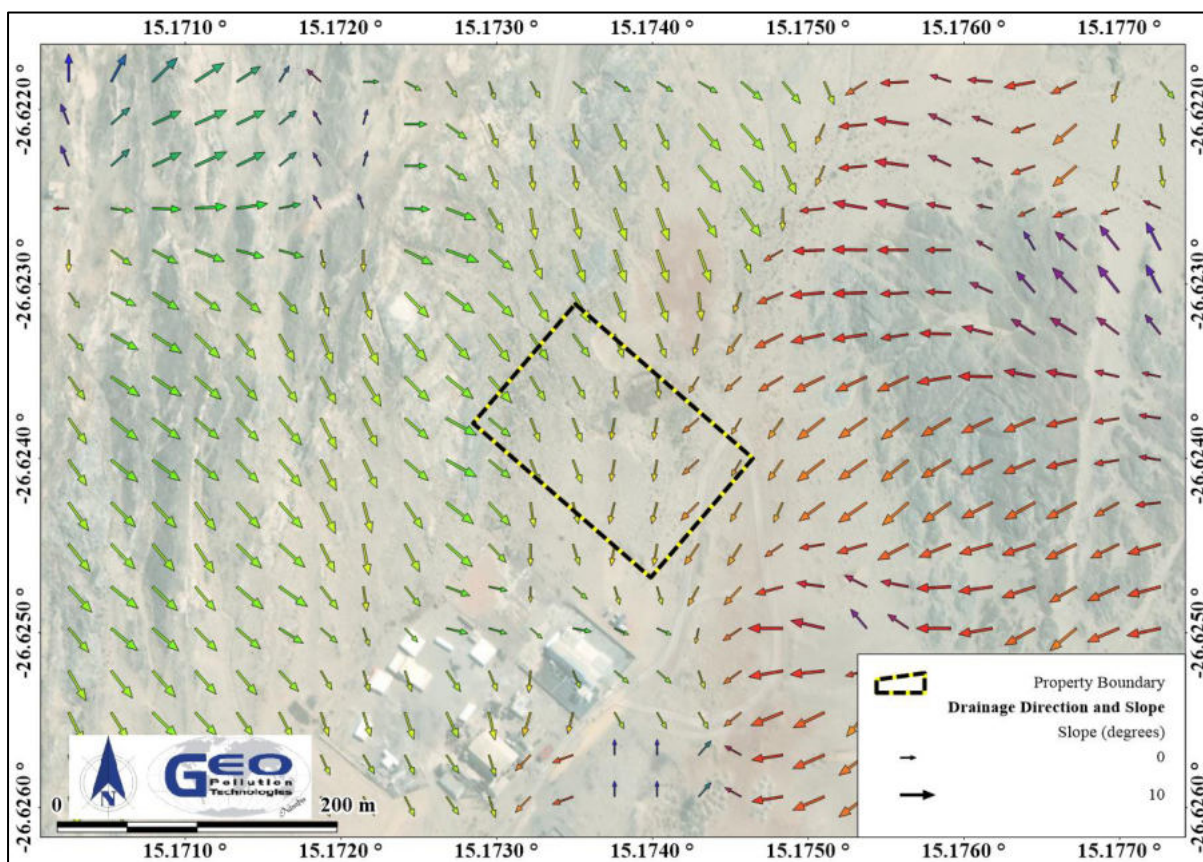 15.1710 ° 15.1720 ° 15.1730 ° 15.1740 ° 15.1750 ° 15.1760 ° 15.1770 °
-26.6220 °
-26.6230 °
-26.6240 °
-26.6250 °
-26.6260 °
-26.6220 °
-26.6230 °
-26.6240 °
-26.6250 °
-26.6260 °
Property Boundary
Drainage Direction and Slope
Slope (degrees)
0
10
N
GEO
Pollution
Technologies
0 200 m
15.1710 ° 15.1720 ° 15.1730 ° 15.1740 ° 15.1750 ° 15.1760 ° 15.1770 °